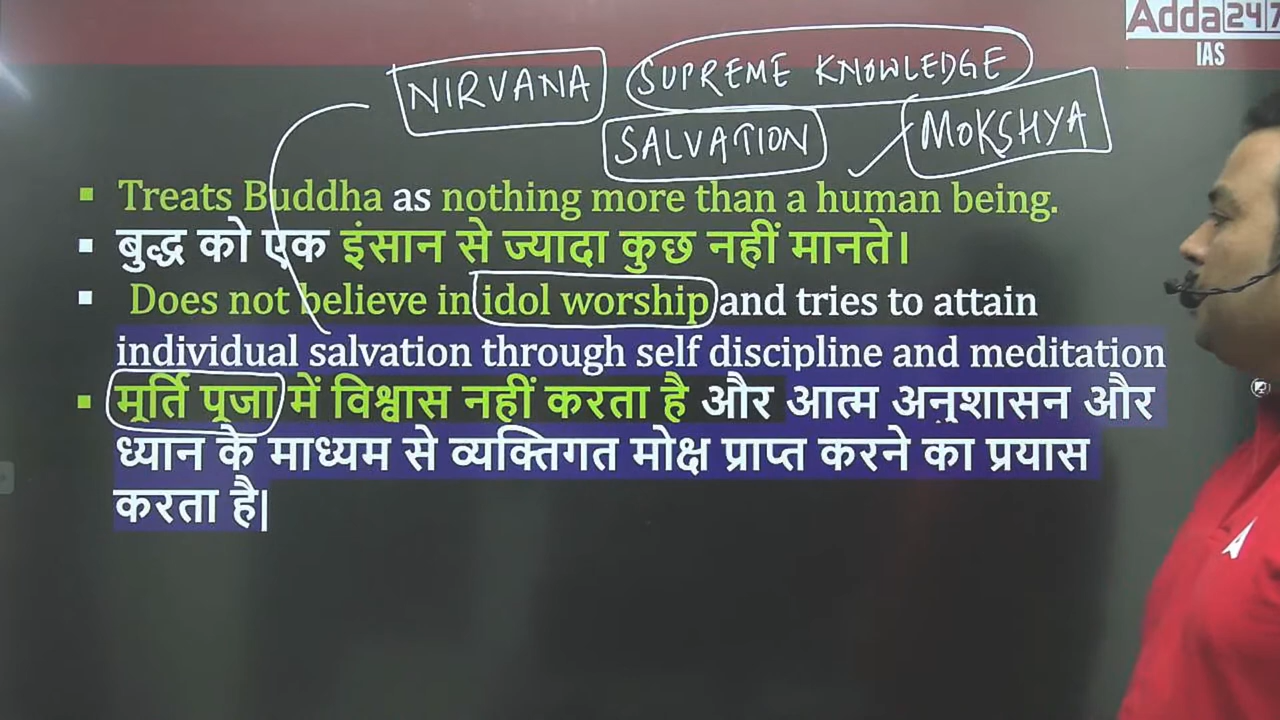 Adda247
IAS
NIRVANA SUPREME KNOWLEDGE
SALVATION MOKSHYA
Treats Buddha as nothing more than a human being.
बुद्ध को एक इंसान से ज्यादा कुछ नहीं मानते।
Does not believe in idol worship and tries to attain
individual salvation through self discipline and meditation
मूर्ति पूजा में विश्वास नहीं करता है और आत्म अनुशासन और
ध्यान के माध्यम से व्यक्तिगत मोक्ष प्राप्त करने का प्रयास
करता है|